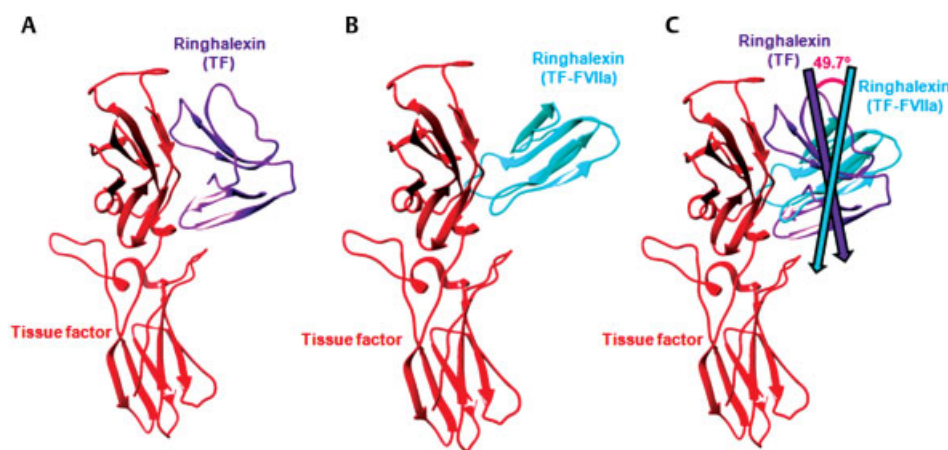 A
Ringhalexin
(TF)
Tissue factor
B
Ringhalexin
(TF-FVIIa)
Tissue factor
C
Ringhalexin
(TF)
49.7°
Ringhalexin
(TF-FVIIa)
Tissue factor